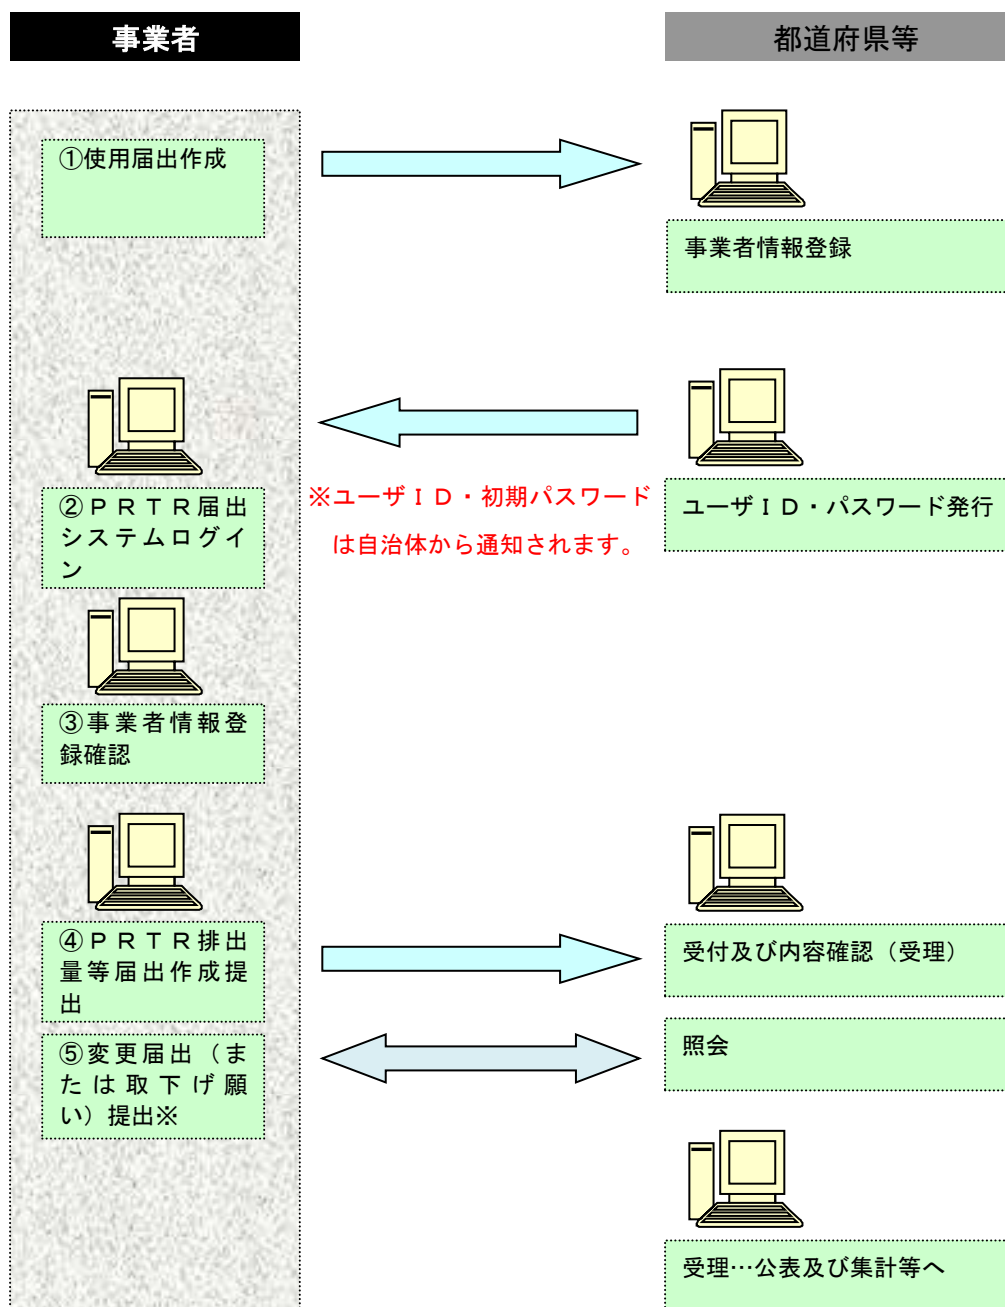 事業者
都道府県等
①使用届出作成
事業者情報登録
②ＰＲＴＲ届出
システムログイ
ン
※ユーザＩＤ・初期パスワード
は自治体から通知されます。
ユーザＩＤ・パスワード発行
③事業者情報登
録確認
④ＰＲＴＲ排出
量等届出作成提
出
受付及び内容確認（受理）
⑤変更届出（ま
たは取下げ願
い）提出※
照会
受理…公表及び集計等へ